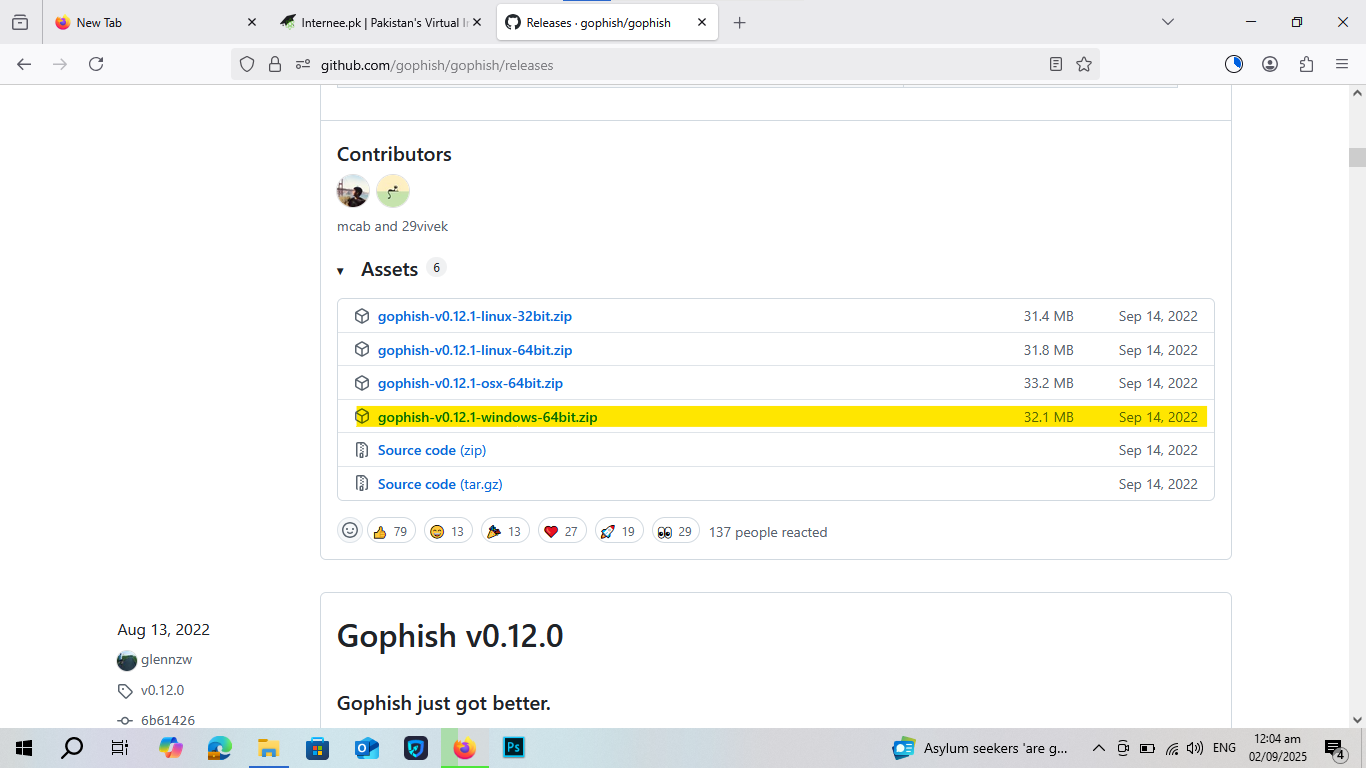 New Tab
Internee.pk | Pakistan's Virtual In
Releases · gophish/gophish
github.com/gophish/gophish/releases
Contributors
mcab and 29vivek
Assets 6
gophish-v0.12.1-linux-32bit.zip 31.4 MB Sep 14, 2022
gophish-v0.12.1-linux-64bit.zip 31.8 MB Sep 14, 2022
gophish-v0.12.1-osx-64bit.zip 33.2 MB Sep 14, 2022
gophish-v0.12.1-windows-64bit.zip 32.1 MB Sep 14, 2022
Source code (zip) Sep 14, 2022
Source code (tar.gz) Sep 14, 2022
79 13 13 27 19 29 137 people reacted
Aug 13, 2022
glennzw
v0.12.0
6b61426
Gophish v0.12.0
Gophish just got better.
Ps
Asylum seekers 'are g...
ENG
12:04 am
02/09/2025
4